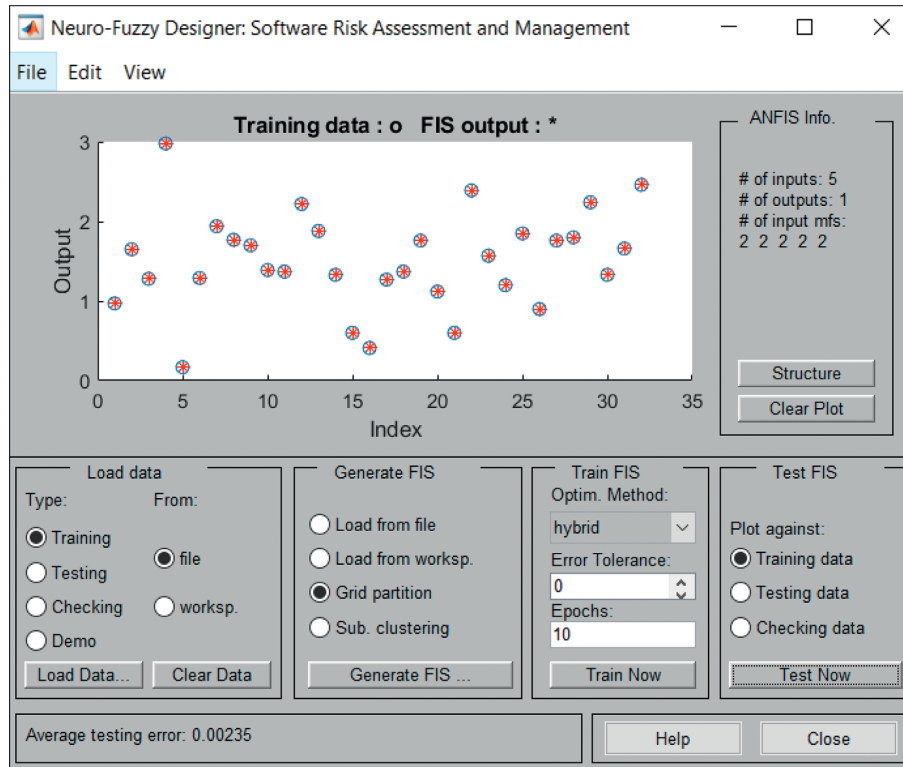 Neuro-Fuzzy Designer: Software Risk Assessment and Management
File Edit View
Training data : o FIS output : *
Output
3
2
1
0
0 5 10 15 20 25 30 35
Index
ANFIS Info.
# of inputs: 5
# of outputs: 1
# of input mfs:
2 2 2 2 2
Structure
Clear Plot
Load data
Type: From:
Training
Testing
Checking
Demo
file
worksp.
Load Data... Clear Data
Generate FIS
Load from file
Load from worksp.
Grid partition
Sub. clustering
Generate FIS ...
Train FIS
Optim. Method:
hybrid
Error Tolerance:
0
Epochs:
10
Train Now
Test FIS
Plot against:
Training data
Testing data
Checking data
Test Now
Average testing error: 0.00235
Help Close